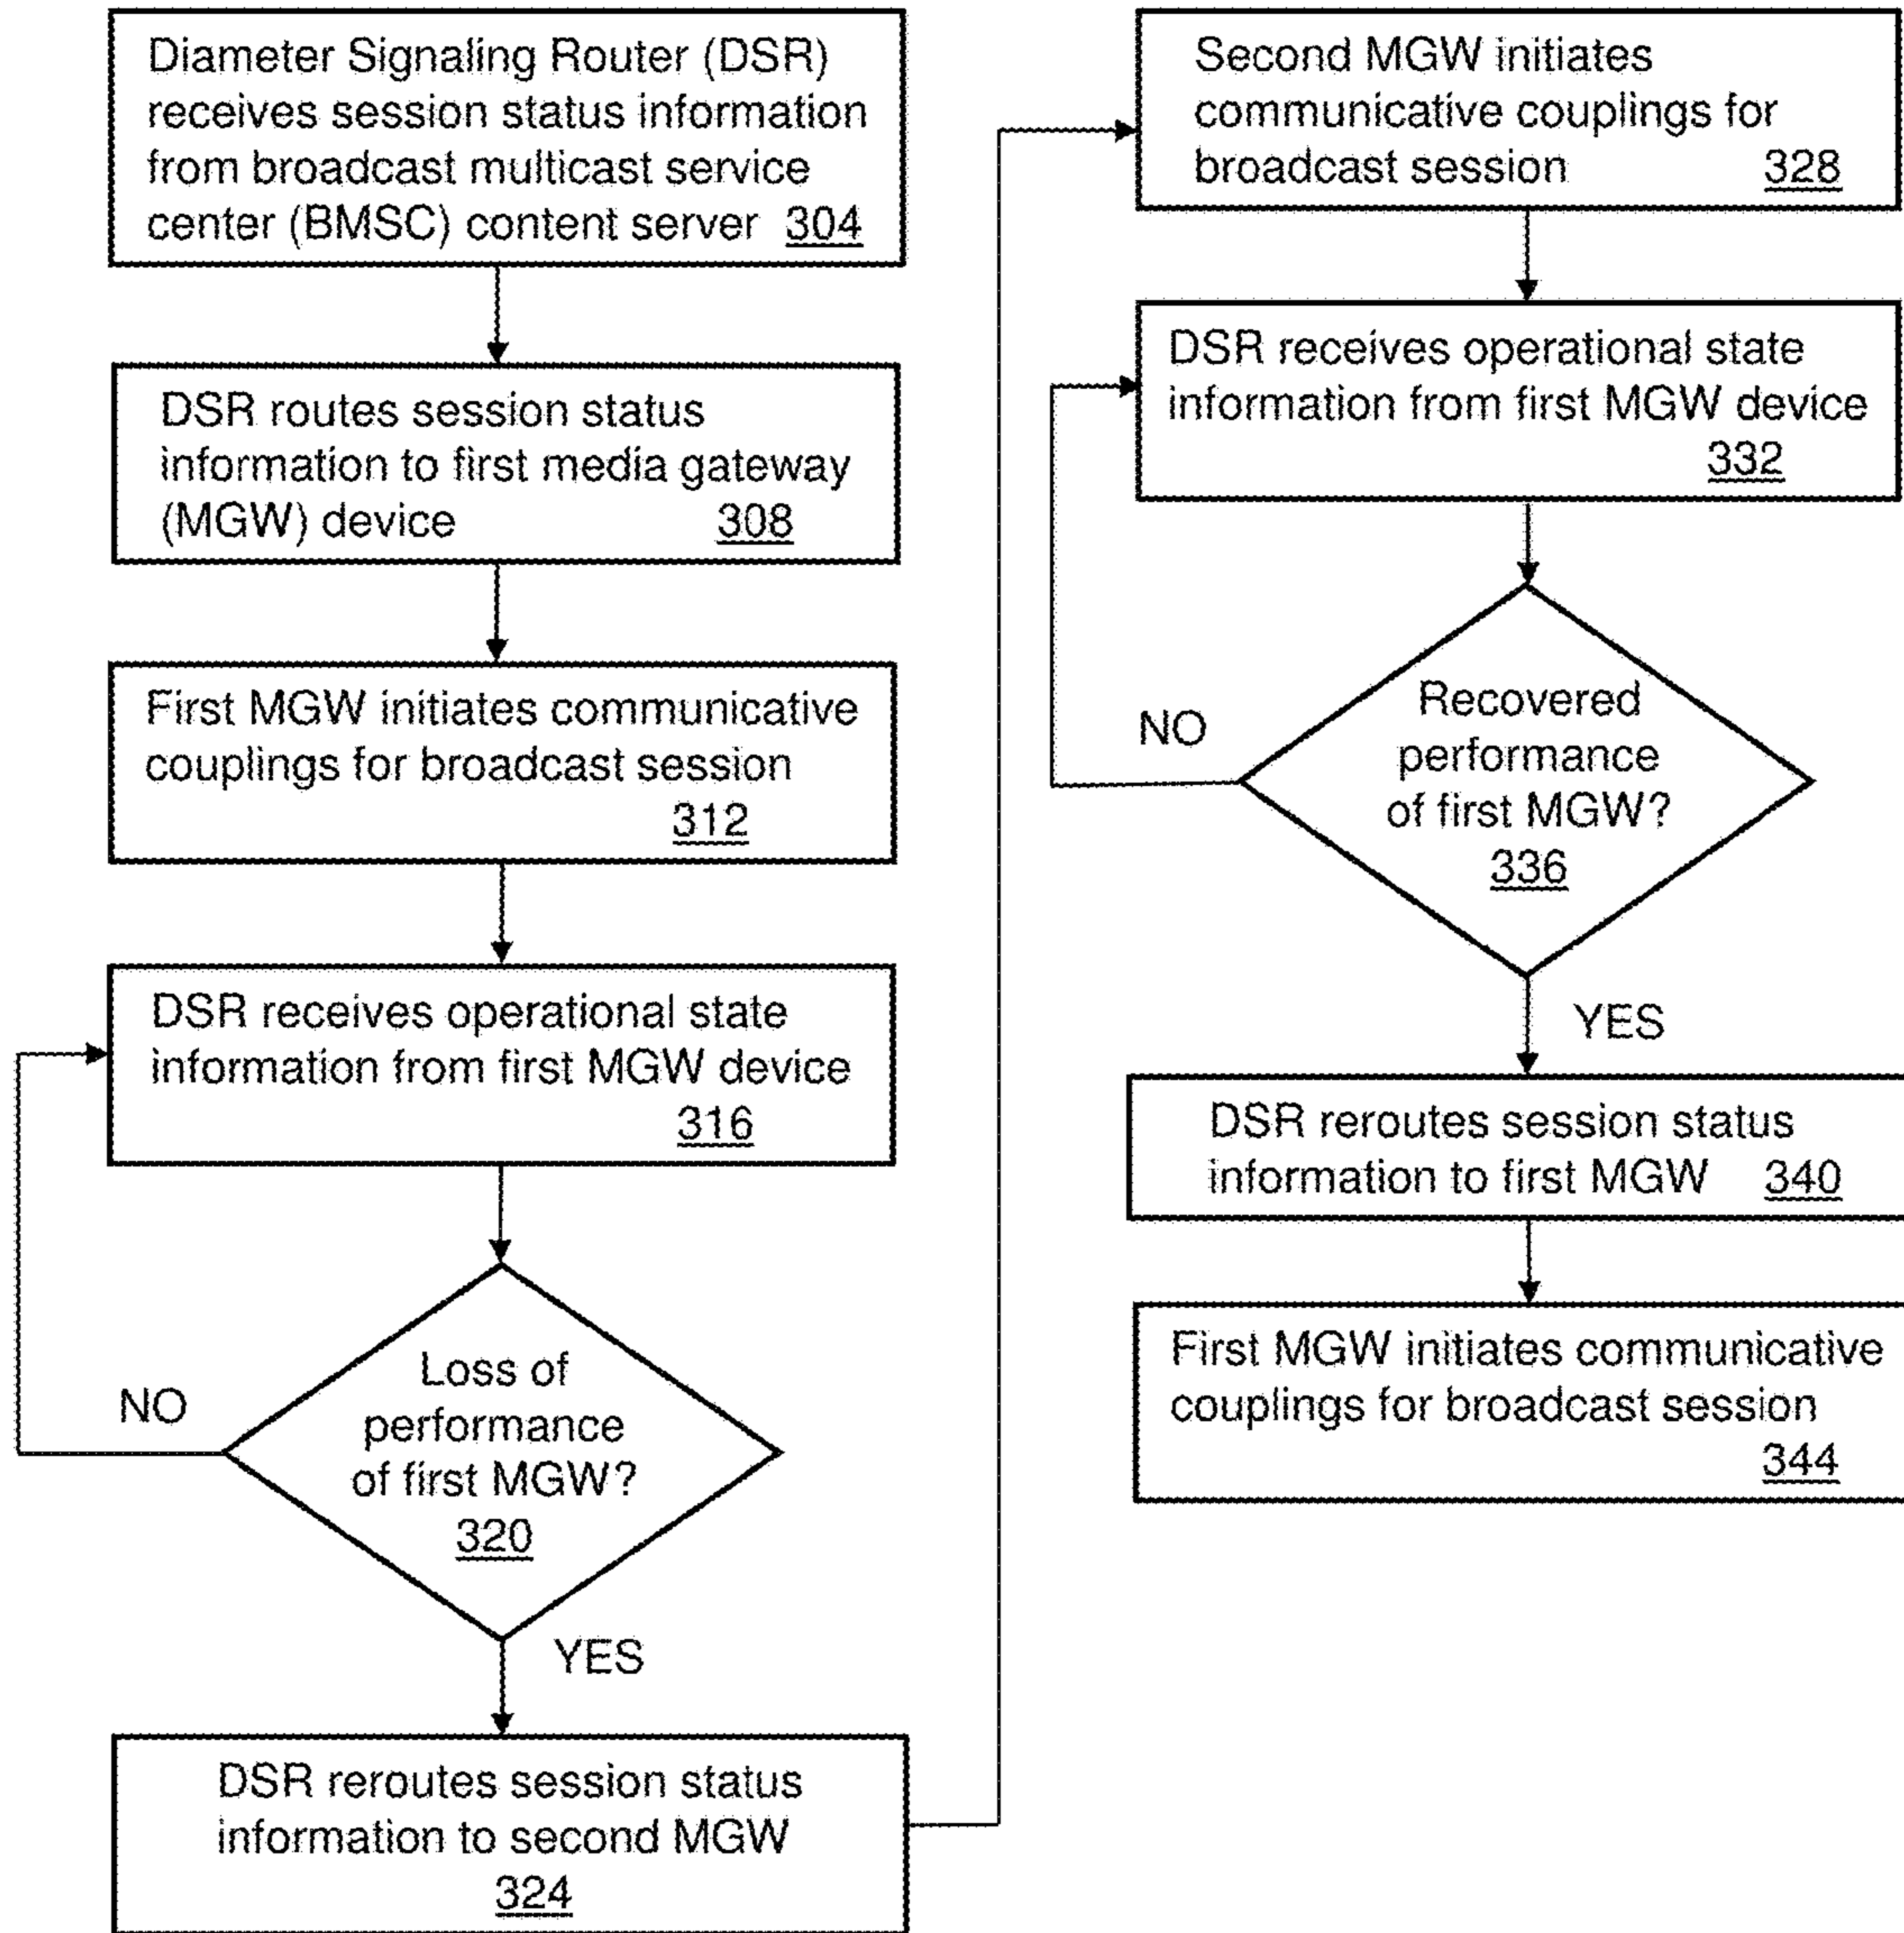 Diameter Signaling Router (DSR)
receives session status information
from broadcast multicast service
center (BMSC) content server 304
DSR routes session status
information to first media gateway
(MGW) device 308
First MGW initiates communicative
couplings for broadcast session
312
DSR receives operational state
information from first MGW device
316
NO
Loss of
performance
of first MGW?
320
YES
DSR reroutes session status
information to second MGW
324
Second MGW initiates
communicative couplings for
broadcast session 328
DSR receives operational state
information from first MGW device
332
NO
Recovered
performance
of first MGW?
336
YES
DSR reroutes session status
information to first MGW 340
First MGW initiates communicative
couplings for broadcast session
344